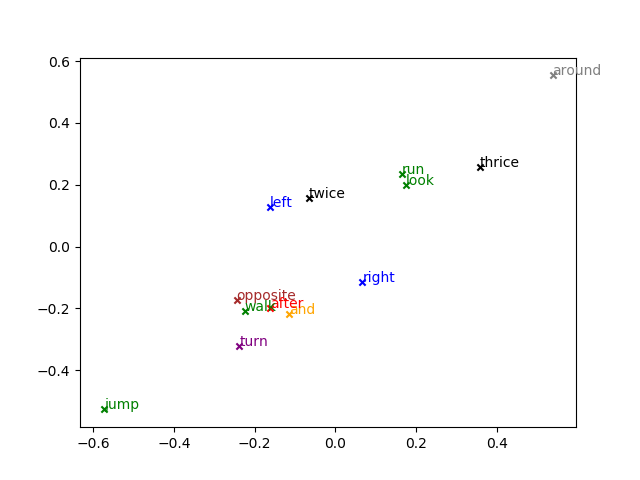 0.6
around
0.4
thrice
run
look
0.2
twice
left
0.0
right
opposite
after
walk
and
−0.2
turn
−0.4
jump
−0.6
−0.4
−0.2
0.0
0.2
0.4